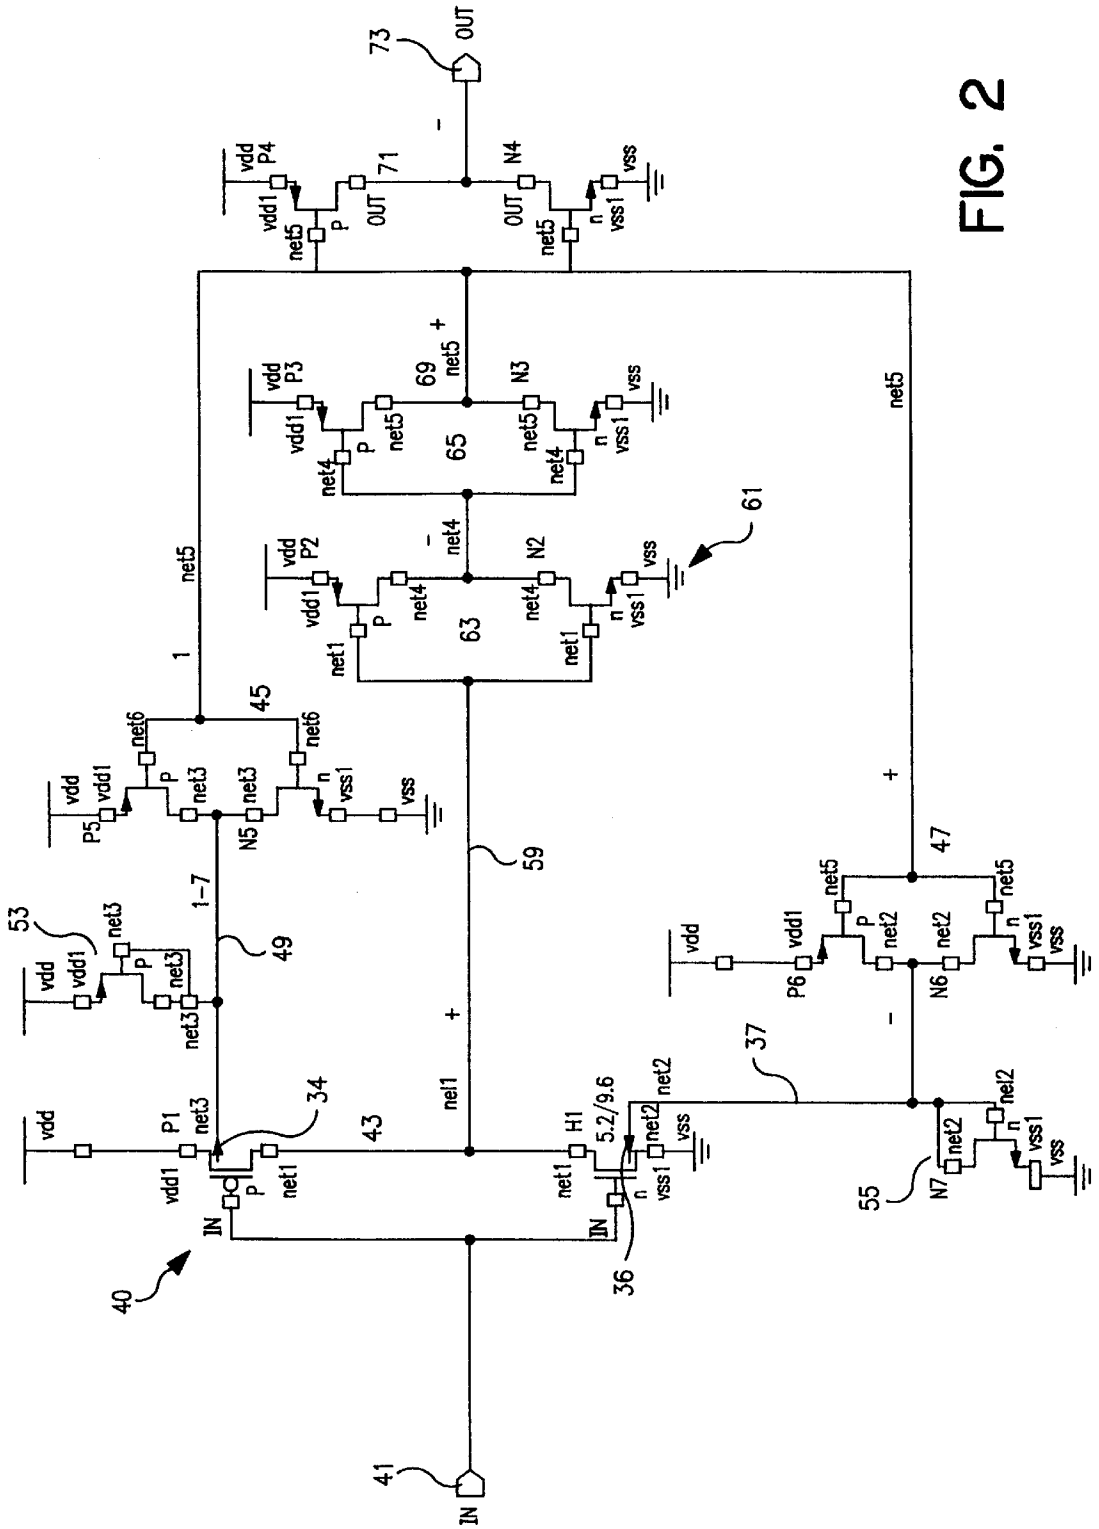 vdd
vdd1
P1
net3
34
IN
P
net1
43
40
vdd
53
vdd1
net3
P
net3
net3
49
1-7
vdd
P5
vdd1
net6
P
net3
45
N5
net3
net6
n
vss1
vss
1
net5
nel1
+
59
41
IN
H1
net1
5.2/9.6
net2
net2
IN
n
vss1
vss
36
37
vdd
P2
vdd1
P
net1
net4
63
-
net4
N2
net4
net1
n
vss1
vss
61
vdd
P3
vdd1
P
net4
net5
65
69
+
net5
N3
net5
net4
n
vss1
vss
vdd
P4
vdd1
net5
P
OUT
71
-
73
OUT
N4
OUT
net5
n
vss1
vss
net5
+
47
vdd
P6
vdd1
net5
P
net2
-
N6
net2
net5
n
vss1
vss
55
N7
net2
nel2
n
vss1
vss
FIG. 2